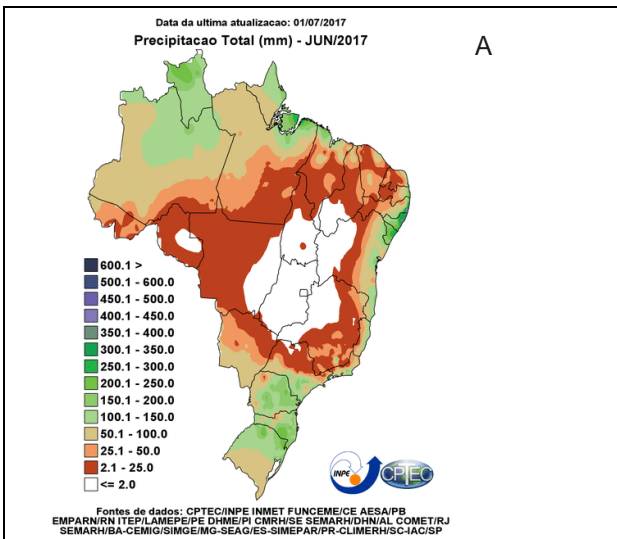 Data da ultima atualizacao: 01/07/2017
Precipitacao Total (mm) - JUN/2017
A
600.1 >
500.1 - 600.0
450.1 - 500.0
400.1 - 450.0
350.1 - 400.0
300.1 - 350.0
250.1 - 300.0
200.1 - 250.0
150.1 - 200.0
100.1 - 150.0
50.1 - 100.0
25.1 - 50.0
2.1 - 25.0
<= 2.0
INPE
CPTEC
Fontes de dados: CPTEC/INPE INMET FUNCEME/CE AESA/PB
EMPARN/RN ITEP/LAMEPE/PE DHME/PI CMRH/SE SEMARH/DHN/AL COMET/RJ
SEMARH/BA-CEMIG/SIMGE/MG-SEAG/ES-SIMEPAR/PR-CLIMERH/SC-IAC/SP